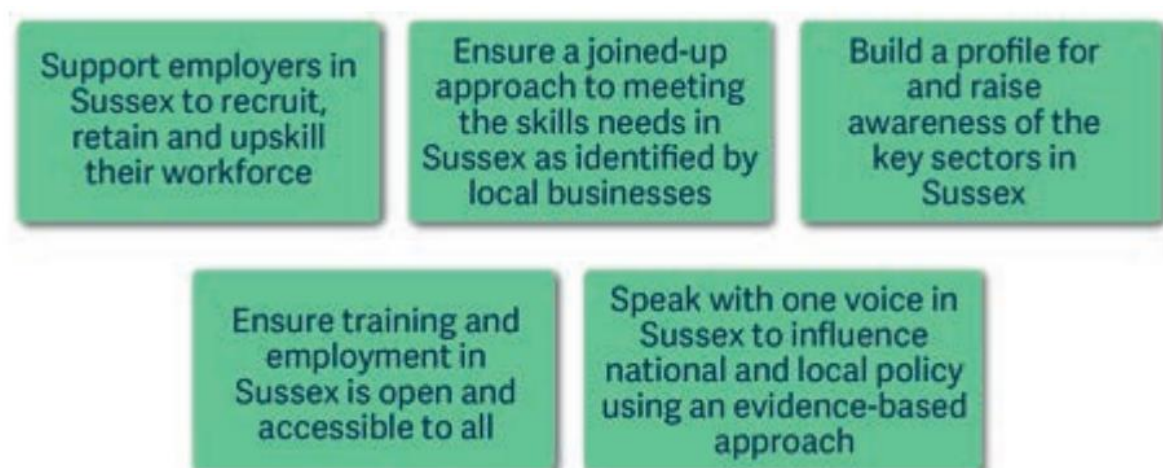 Support employers in
Sussex to recruit,
retain and upskill
their workforce
Ensure a joined-up
approach to meeting
the skills needs in
Sussex as identified by
local businesses
Build a profile for
and raise
awareness of the
key sectors in
Sussex
Ensure training and
employment in
Sussex is open and
accessible to all
Speak with one voice in
Sussex to influence
national and local policy
using an evidence-based
approach